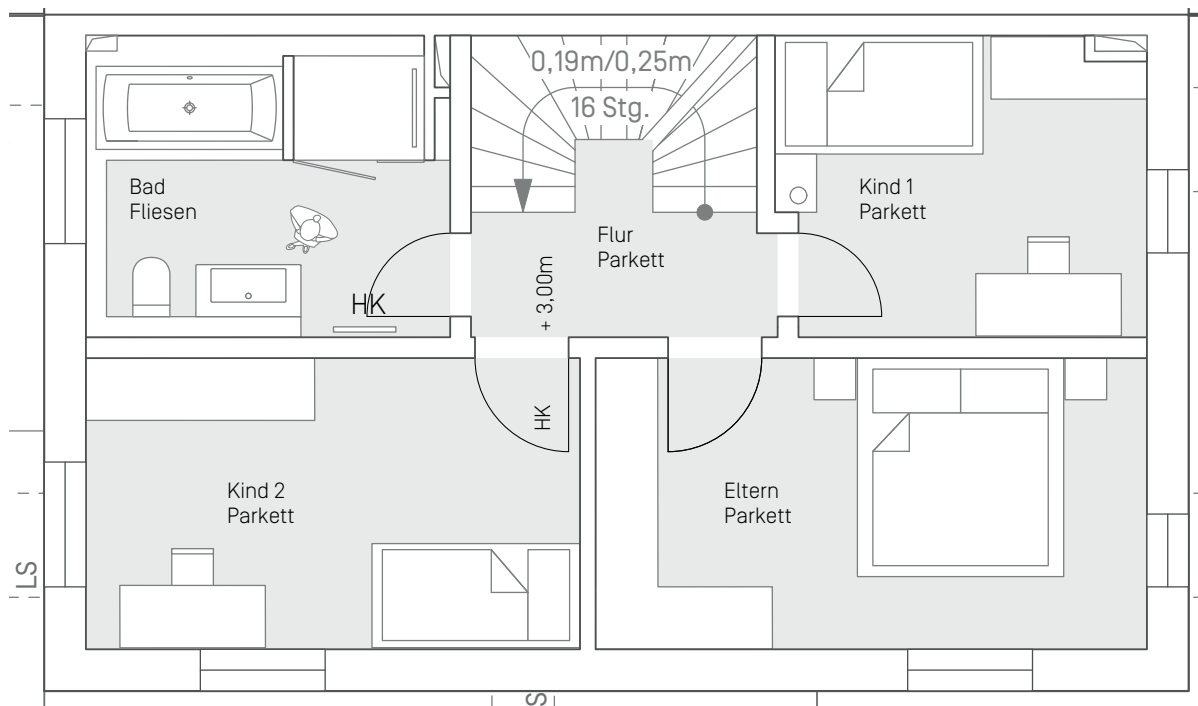 0,19m/0,25m
16 Stg.
Bad
Fliesen
Kind 1
Parkett
Flur
Parkett
+ 3,00m
HK
HK
Kind 2
Parkett
Eltern
Parkett
LS